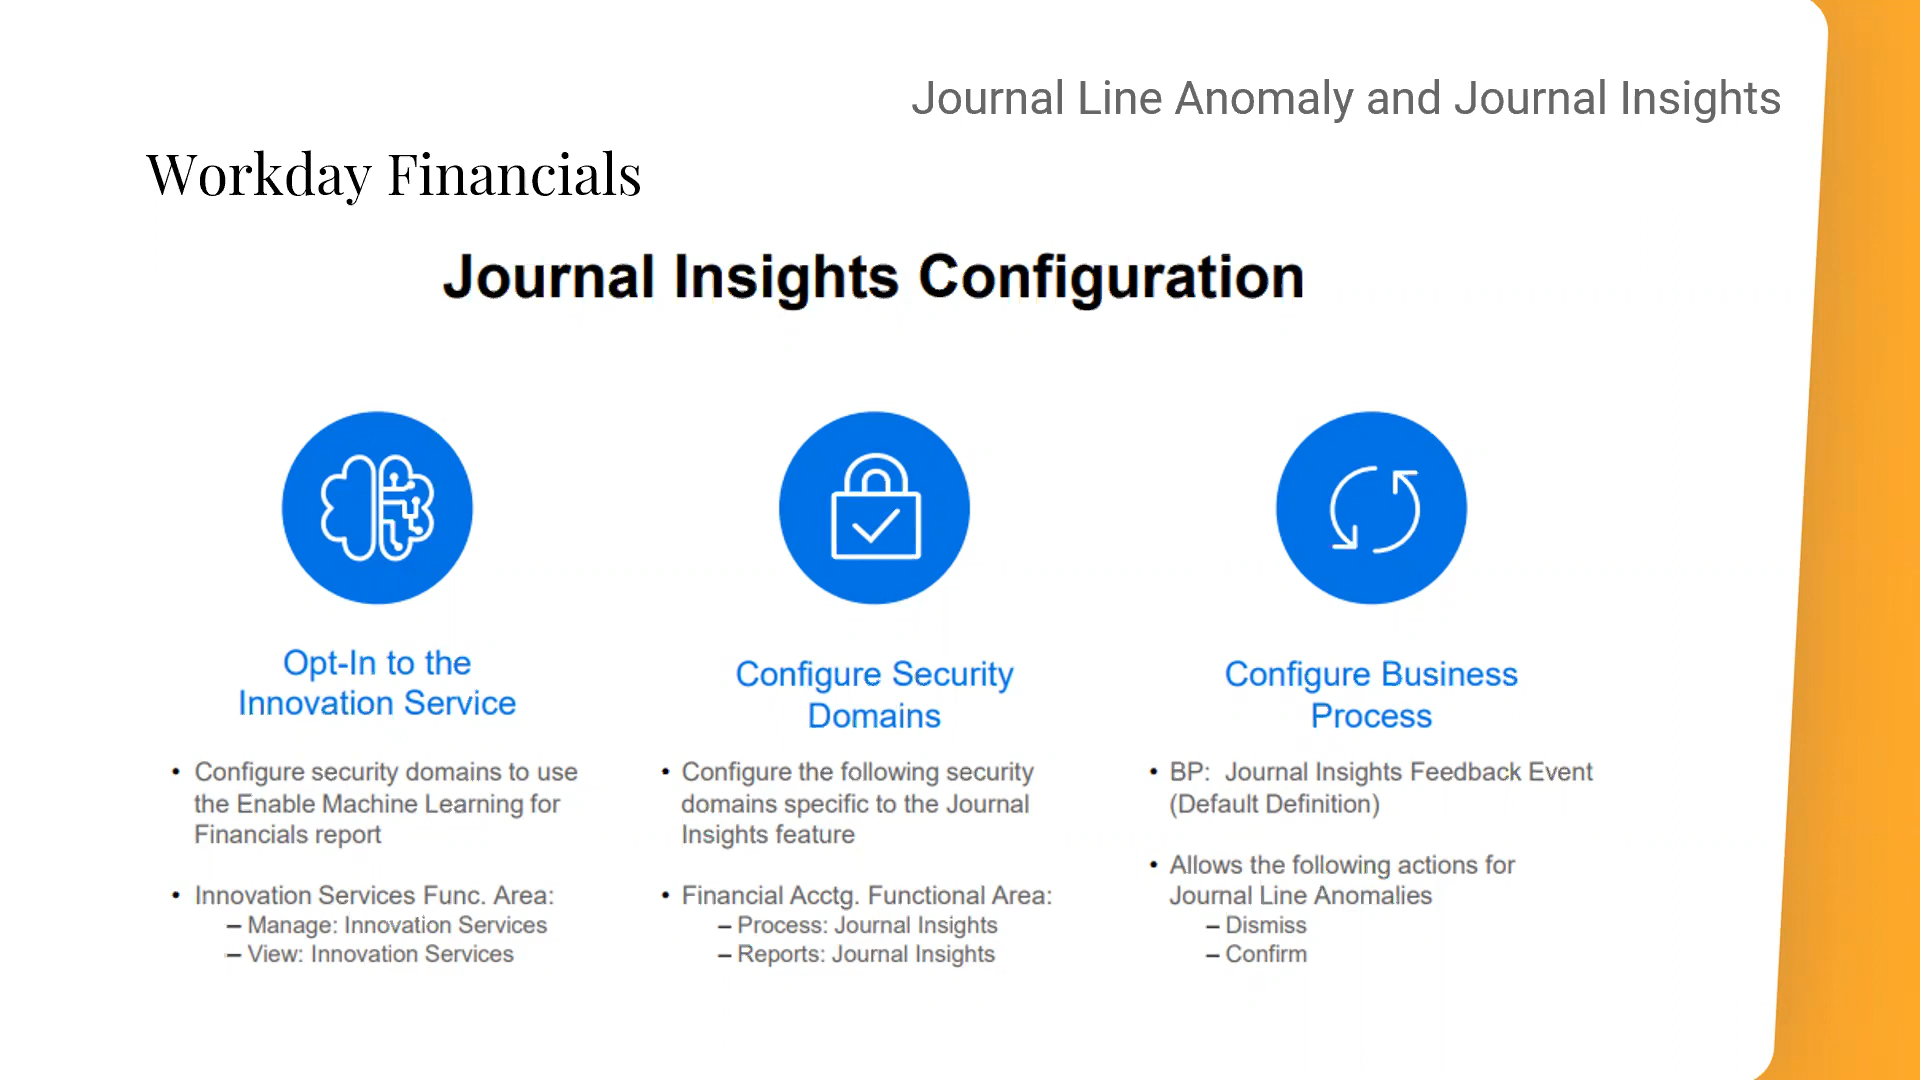 Journal Line Anomaly and Journal Insights
Workday Financials
Journal Insights Configuration
Opt-In to the
Innovation Service
• Configure security domains to use
the Enable Machine Learning for
Financials report
• Innovation Services Func. Area:
– Manage: Innovation Services
– View: Innovation Services
Configure Security
Domains
• Configure the following security
domains specific to the Journal
Insights feature
• Financial Acctg. Functional Area:
– Process: Journal Insights
– Reports: Journal Insights
Configure Business
Process
• BP:  Journal Insights Feedback Event
(Default Definition)
• Allows the following actions for
Journal Line Anomalies
– Dismiss
– Confirm